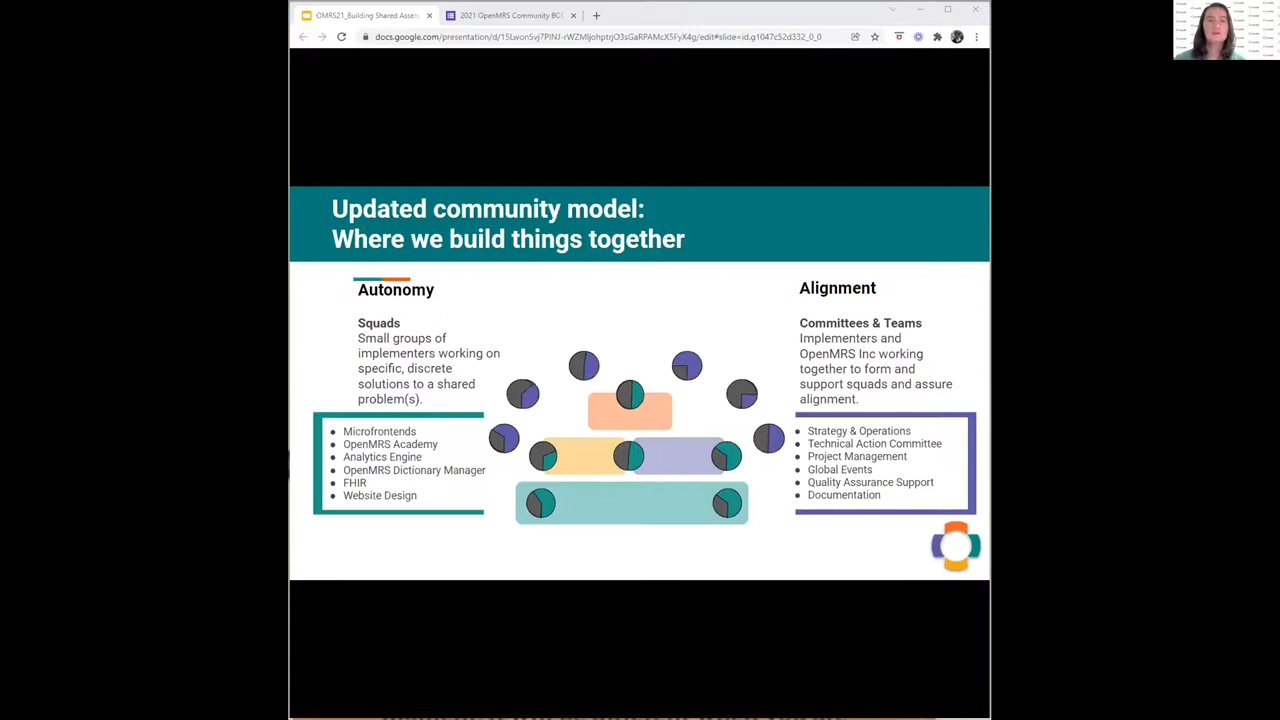 OMRS21_Building Shared Assets
2021 OpenMRS Community BO
Updated community model:
Where we build things together
Autonomy
Squads
Small groups of
implementers working on
specific, discrete
solutions to a shared
problem(s).
Microfrontends
OpenMRS Academy
Analytics Engine
OpenMRS Dictionary Manager
FHIR
Website Design
Alignment
Committees & Teams
Implementers and
OpenMRS Inc working
together to form and
support squads and assure
alignment.
Strategy & Operations
Technical Action Committee
Project Management
Global Events
Quality Assurance Support
Documentation